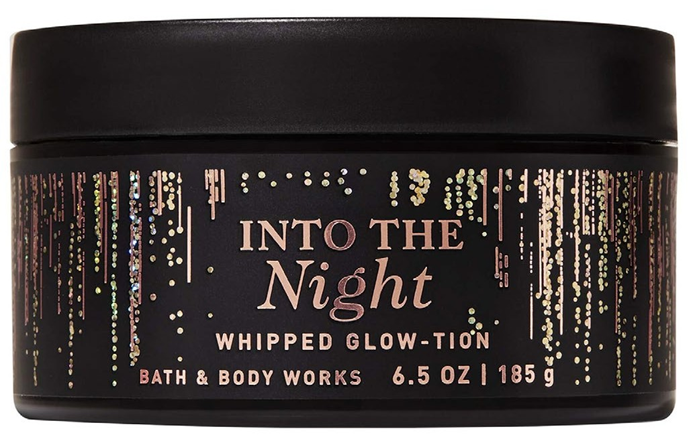 INTO THE
Night
WHIPPED GLOW-TION
BATH & BODY WORKS 6.5 OZ | 185 g